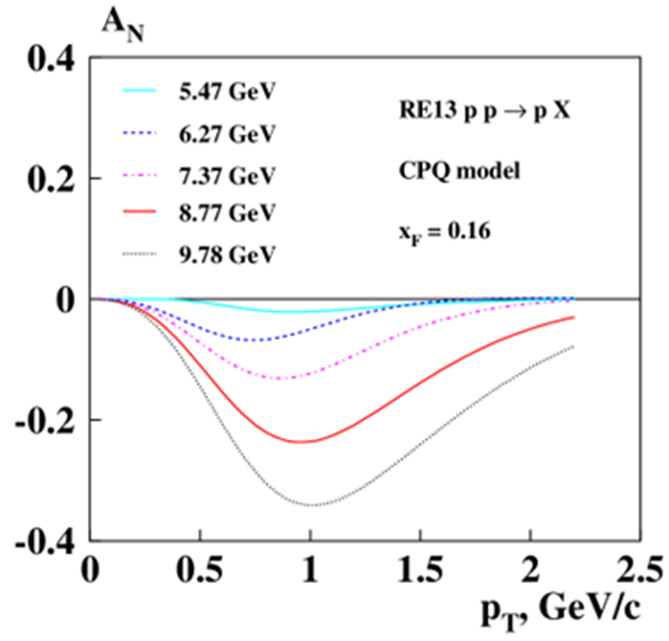 A_N
0.4
5.47 GeV
6.27 GeV
7.37 GeV
8.77 GeV
9.78 GeV
RE13 p p → p X
CPQ model
x_F = 0.16
0.2
0
-0.2
-0.4
0 0.5 1 1.5 2 2.5
p_T, GeV/c